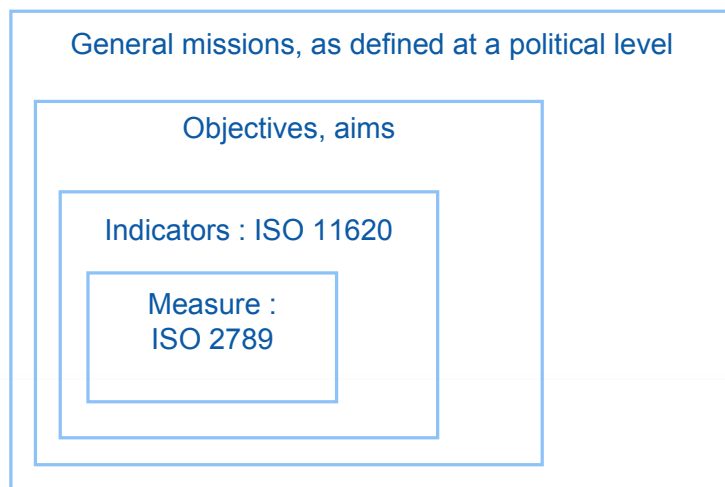 General missions, as defined at a political level
Objectives, aims
Indicators : ISO 11620
Measure :
ISO 2789